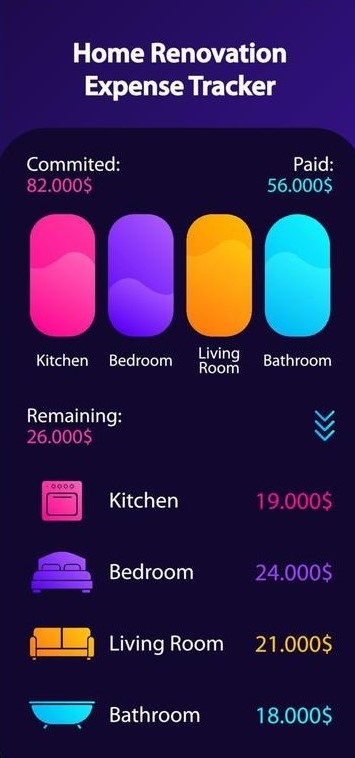 Home Renovation
Expense Tracker
Commited:
82.000$
Paid:
56.000$
Kitchen
Bedroom
Living
Room
Bathroom
Remaining:
26.000$
Kitchen
19.000$
Bedroom
24.000$
Living Room
21.000$
Bathroom
18.000$